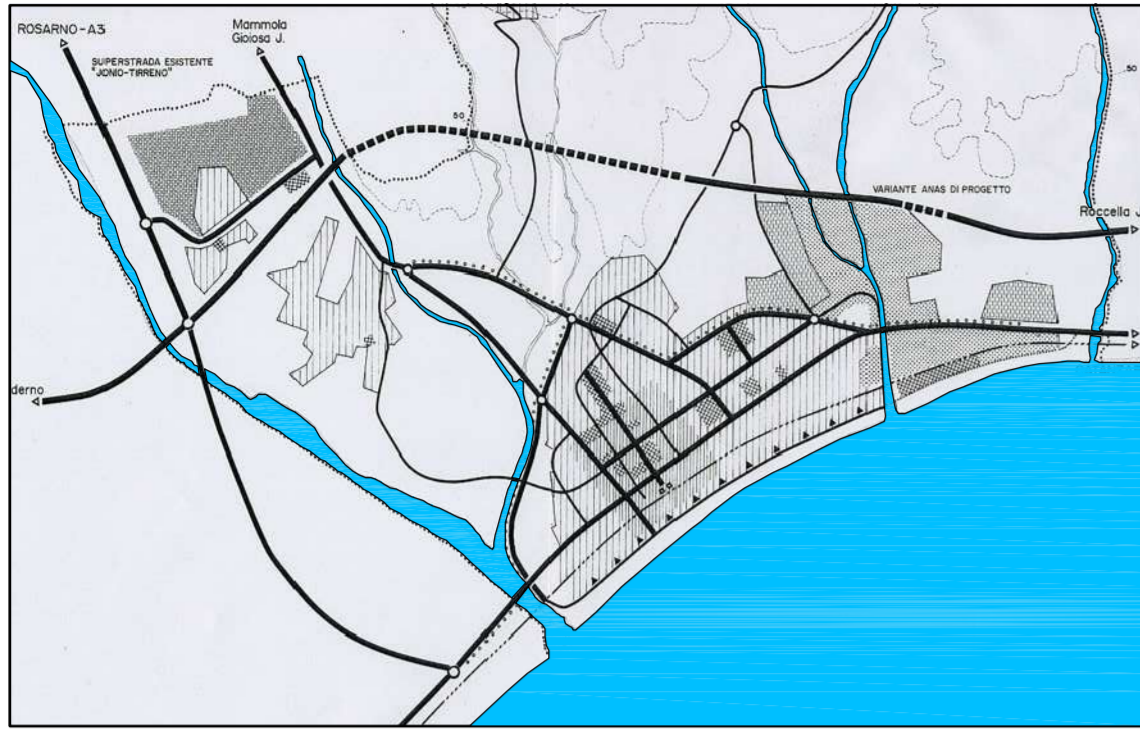 ROSARNO-A3
Mammola
Gioiosa J.
SUPERSTRADA ESISTENTE
"JONIO-TIRRENO"
50
50
VARIANTE ANAS DI PROGETTO
Roccella J.
derno